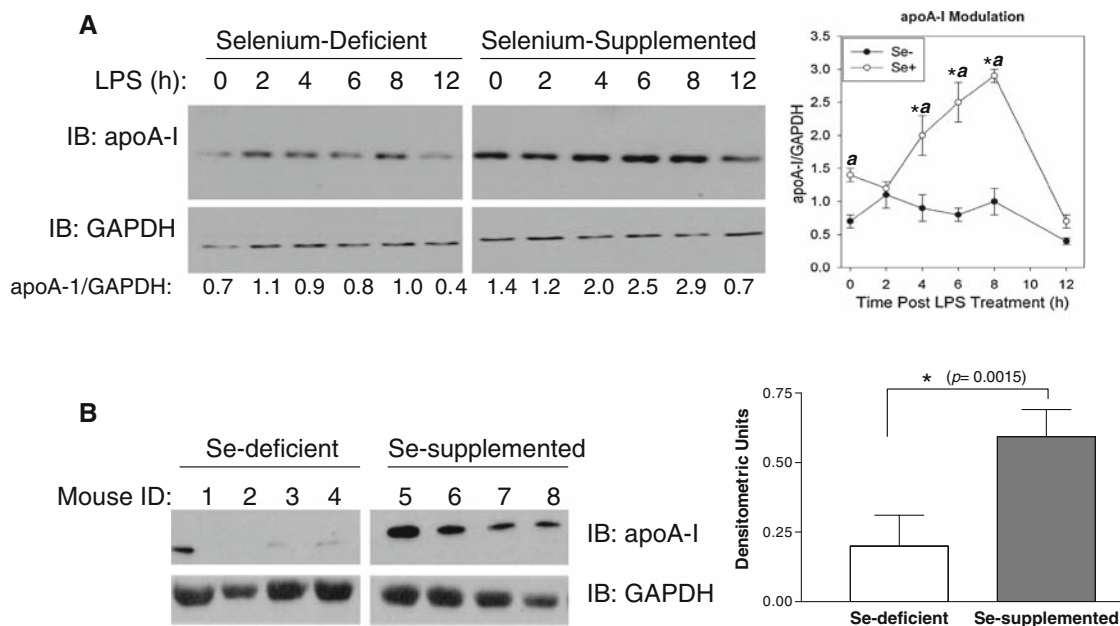 A
Selenium-Deficient Selenium-Supplemented
LPS (h): 0 2 4 6 8 12 0 2 4 6 8 12
IB: apoA-I
IB: GAPDH
apoA-1/GAPDH: 0.7 1.1 0.9 0.8 1.0 0.4 1.4 1.2 2.0 2.5 2.9 0.7
apoA-I Modulation
Se-
Se+
3.5
3.0
2.5
2.0
1.5
1.0
0.5
0.0
apoA-I/GAPDH
a
*a
*a
*a
0 2 4 6 8 10 12
Time Post LPS Treatment (h)
B
Se-deficient Se-supplemented
Mouse ID: 1 2 3 4 5 6 7 8
IB: apoA-I
IB: GAPDH
* (p= 0.0015)
0.75
0.50
0.25
0.00
Densitometric Units
Se-deficient Se-supplemented